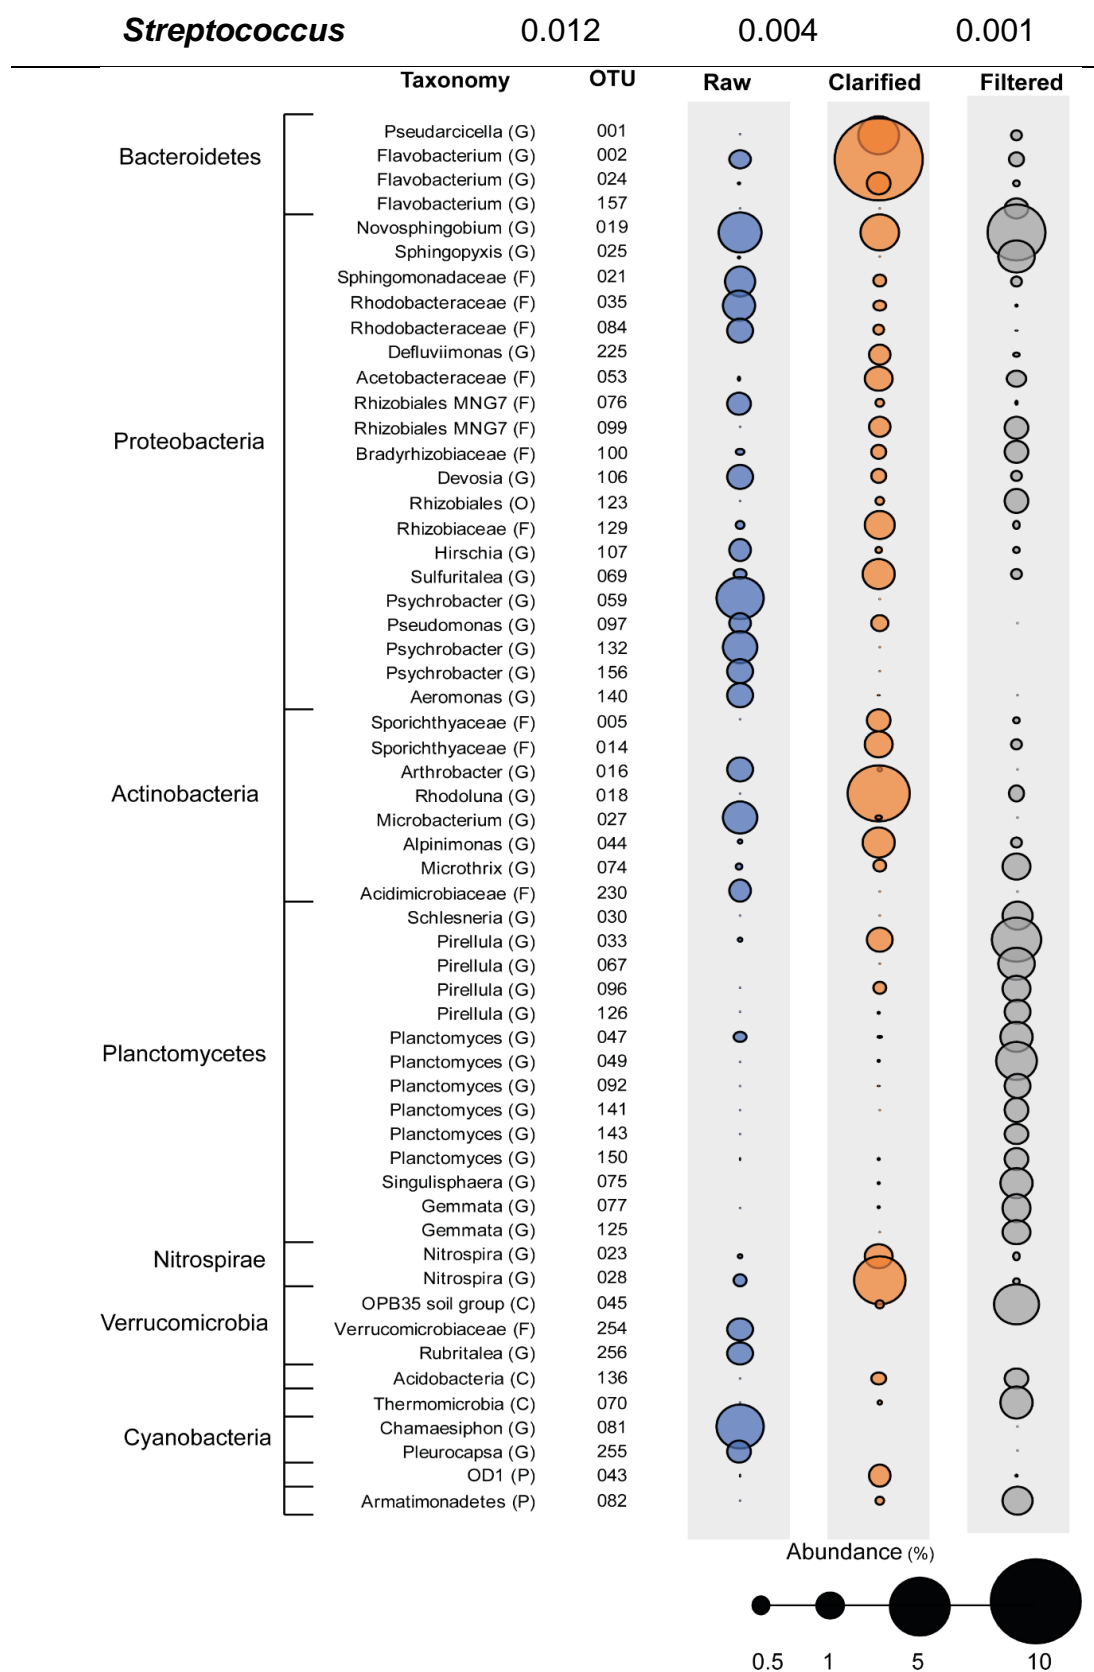 Streptococcus 0.012 0.004 0.001
Taxonomy OTU Raw Clarified Filtered
Bacteroidetes
Pseudarcicella (G) 001
Flavobacterium (G) 002
Flavobacterium (G) 024
Flavobacterium (G) 157
Proteobacteria
Novosphingobium (G) 019
Sphingopyxis (G) 025
Sphingomonadaceae (F) 021
Rhodobacteraceae (F) 035
Rhodobacteraceae (F) 084
Defluviimonas (G) 225
Acetobacteraceae (F) 053
Rhizobiales MNG7 (F) 076
Rhizobiales MNG7 (F) 099
Bradyrhizobiaceae (F) 100
Devosia (G) 106
Rhizobiales (O) 123
Rhizobiaceae (F) 129
Hirschia (G) 107
Sulfuritalea (G) 069
Psychrobacter (G) 059
Pseudomonas (G) 097
Psychrobacter (G) 132
Psychrobacter (G) 156
Aeromonas (G) 140
Actinobacteria
Sporichthyaceae (F) 005
Sporichthyaceae (F) 014
Arthrobacter (G) 016
Rhodoluna (G) 018
Microbacterium (G) 027
Alpinimonas (G) 044
Microthrix (G) 074
Acidimicrobiaceae (F) 230
Planctomycetes
Schlesneria (G) 030
Pirellula (G) 033
Pirellula (G) 067
Pirellula (G) 096
Pirellula (G) 126
Planctomyces (G) 047
Planctomyces (G) 049
Planctomyces (G) 092
Planctomyces (G) 141
Planctomyces (G) 143
Planctomyces (G) 150
Singulisphaera (G) 075
Gemmata (G) 077
Gemmata (G) 125
Nitrospirae
Nitrospira (G) 023
Nitrospira (G) 028
Verrucomicrobia
OPB35 soil group (C) 045
Verrucomicrobiaceae (F) 254
Rubritalea (G) 256
Acidobacteria (C) 136
Thermomicrobia (C) 070
Cyanobacteria
Chamaesiphon (G) 081
Pleurocapsa (G) 255
OD1 (P) 043
Armatimonadetes (P) 082
Abundance (%)
0.5 1 5 10